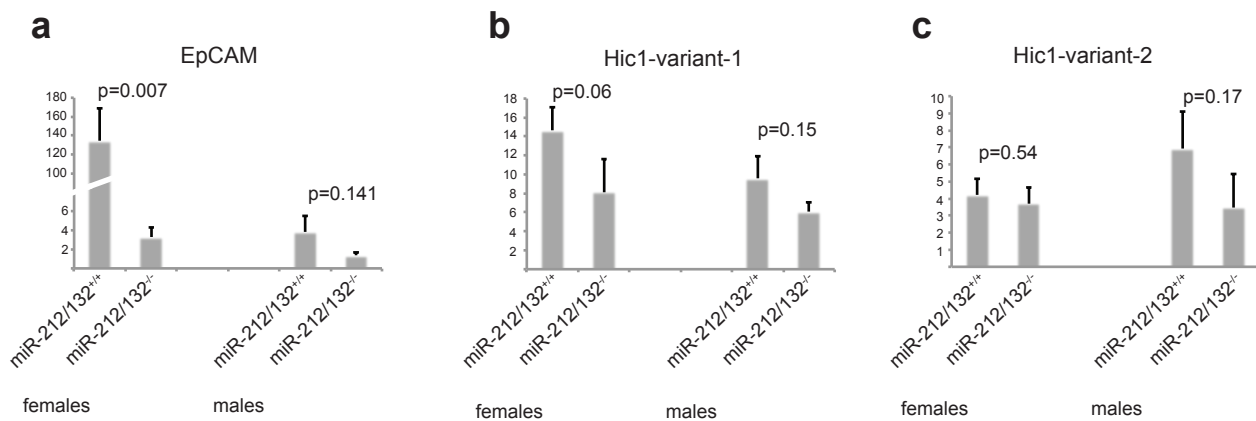 a
EpCAM
180
160
140
120
100
6
4
2
p=0.007
p=0.141
miR-212/132+/+
miR-212/132-/-
miR-212/132+/+
miR-212/132-/-
females
males
b
Hic1-variant-1
18
16
14
12
10
8
6
4
2
p=0.06
p=0.15
miR-212/132+/+
miR-212/132-/-
miR-212/132+/+
miR-212/132-/-
females
males
c
Hic1-variant-2
10
9
8
7
6
5
4
3
2
1
p=0.54
p=0.17
miR-212/132+/+
miR-212/132-/-
miR-212/132+/+
miR-212/132-/-
females
males